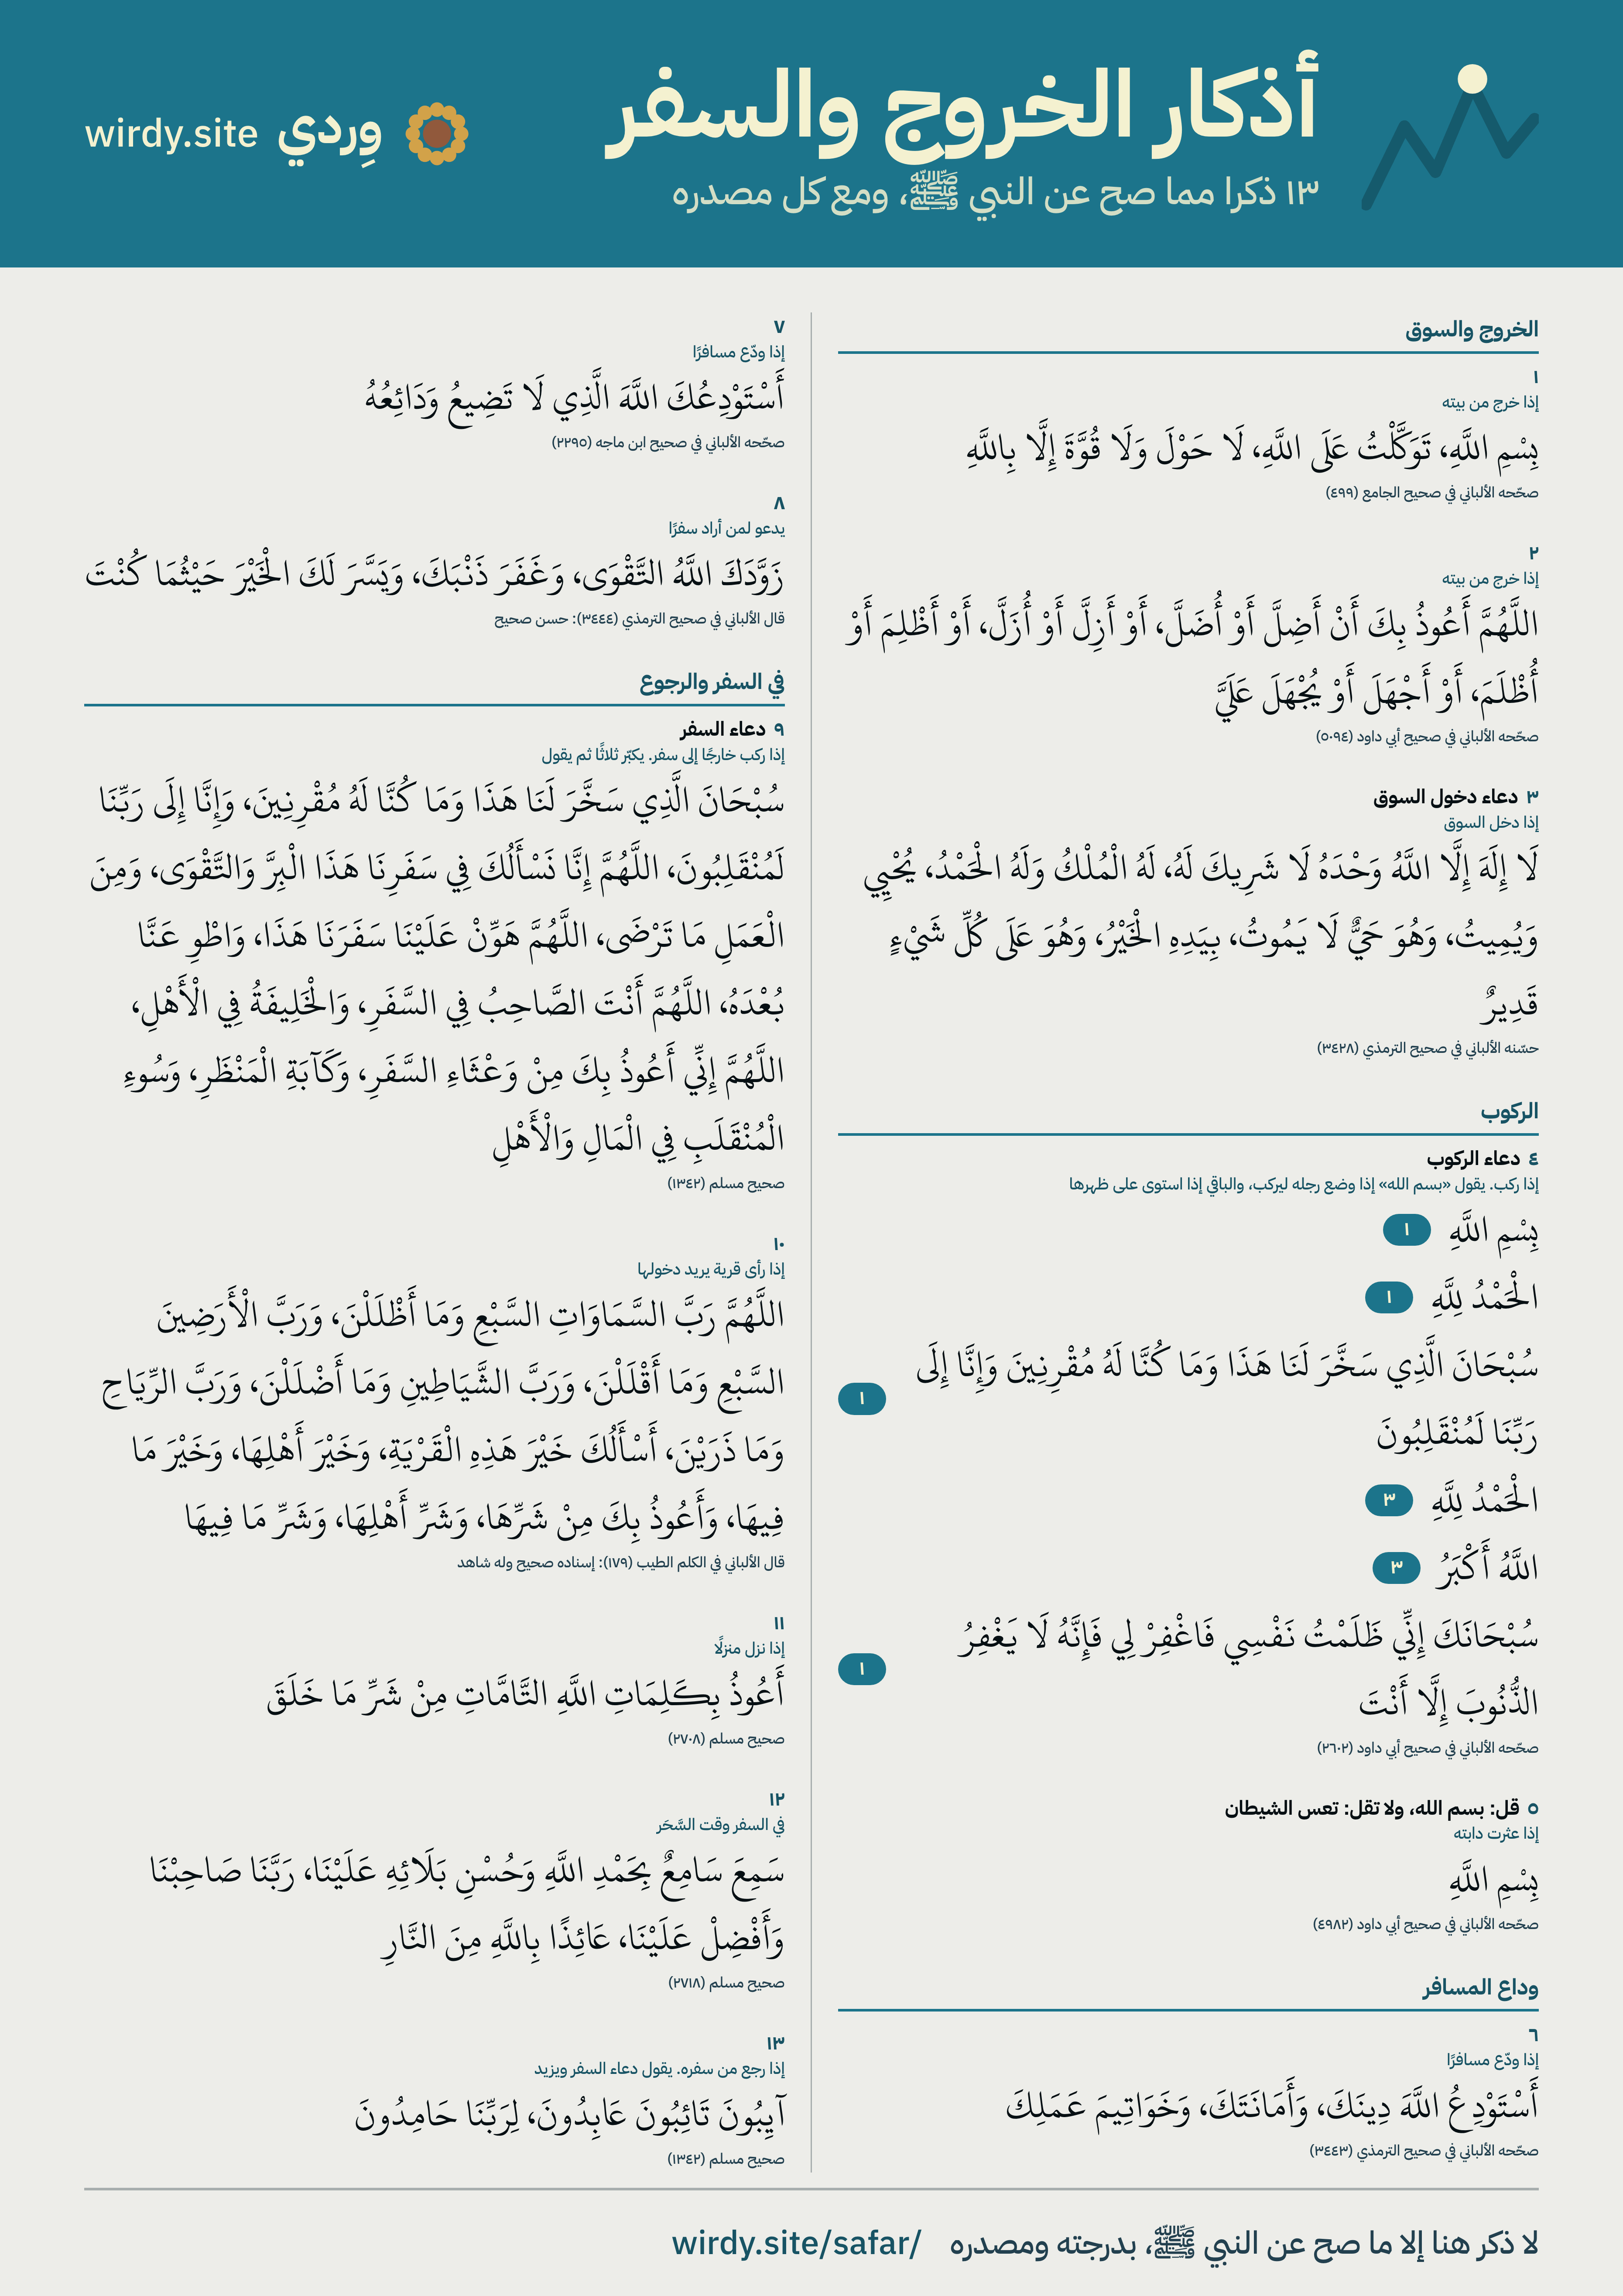 أذكار الخروج والسفر
١٣ ذكرا مما صح عن النبي ﷺ، ومع كل مصدره
وِردي wirdy.site
الخروج والسوق
١
إذا خرج من بيته
بِسْمِ اللَّهِ، تَوَكَّلْتُ عَلَى اللَّهِ، لَا حَوْلَ وَلَا قُوَّةَ إِلَّا بِاللَّهِ
صحّحه الألباني في صحيح الجامع (٤٩٩)
٢
إذا خرج من بيته
اللَّهُمَّ أَعُوذُ بِكَ أَنْ أَضِلَّ أَوْ أُضَلَّ، أَوْ أَزِلَّ أَوْ أُزَلَّ، أَوْ أَظْلِمَ أَوْ
أُظْلَمَ، أَوْ أَجْهَلَ أَوْ يُجْهَلَ عَلَيَّ
صحّحه الألباني في صحيح أبي داود (٥٠٩٤)
٣ دعاء دخول السوق
إذا دخل السوق
لَا إِلَهَ إِلَّا اللَّهُ وَحْدَهُ لَا شَرِيكَ لَهُ، لَهُ الْمُلْكُ وَلَهُ الْحَمْدُ، يُحْيِي
وَيُمِيتُ، وَهُوَ حَيٌّ لَا يَمُوتُ، بِيَدِهِ الْخَيْرُ، وَهُوَ عَلَى كُلِّ شَيْءٍ
قَدِيرٌ
حسّنه الألباني في صحيح الترمذي (٣٤٢٨)
الركوب
٤ دعاء الركوب
إذا ركب. يقول «بسم الله» إذا وضع رجله ليركب، والباقي إذا استوى على ظهرها
بِسْمِ اللَّهِ ١
الْحَمْدُ لِلَّهِ ١
سُبْحَانَ الَّذِي سَخَّرَ لَنَا هَذَا وَمَا كُنَّا لَهُ مُقْرِنِينَ وَإِنَّا إِلَى
رَبِّنَا لَمُنْقَلِبُونَ ١
الْحَمْدُ لِلَّهِ ٣
اللَّهُ أَكْبَرُ ٣
سُبْحَانَكَ إِنِّي ظَلَمْتُ نَفْسِي فَاغْفِرْ لِي فَإِنَّهُ لَا يَغْفِرُ
الذُّنُوبَ إِلَّا أَنْتَ ١
صحّحه الألباني في صحيح أبي داود (٢٦٠٢)
٥ قل: بسم الله، ولا تقل: تعس الشيطان
إذا عثرت دابته
بِسْمِ اللَّهِ
صحّحه الألباني في صحيح أبي داود (٤٩٨٢)
وداع المسافر
٦
إذا ودّع مسافرًا
أَسْتَوْدِعُ اللَّهَ دِينَكَ، وَأَمَانَتَكَ، وَخَوَاتِيمَ عَمَلِكَ
صحّحه الألباني في صحيح الترمذي (٣٤٤٣)
٧
إذا ودّع مسافرًا
أَسْتَوْدِعُكَ اللَّهَ الَّذِي لَا تَضِيعُ وَدَائِعُهُ
صحّحه الألباني في صحيح ابن ماجه (٢٢٩٥)
٨
يدعو لمن أراد سفرًا
زَوَّدَكَ اللَّهُ التَّقْوَى، وَغَفَرَ ذَنْبَكَ، وَيَسَّرَ لَكَ الْخَيْرَ حَيْثُمَا كُنْتَ
قال الألباني في صحيح الترمذي (٣٤٤٤): حسن صحيح
في السفر والرجوع
٩ دعاء السفر
إذا ركب خارجًا إلى سفر. يكبّر ثلاثًا ثم يقول
سُبْحَانَ الَّذِي سَخَّرَ لَنَا هَذَا وَمَا كُنَّا لَهُ مُقْرِنِينَ، وَإِنَّا إِلَى رَبِّنَا
لَمُنْقَلِبُونَ، اللَّهُمَّ إِنَّا نَسْأَلُكَ فِي سَفَرِنَا هَذَا الْبِرَّ وَالتَّقْوَى، وَمِنَ
الْعَمَلِ مَا تَرْضَى، اللَّهُمَّ هَوِّنْ عَلَيْنَا سَفَرَنَا هَذَا، وَاطْوِ عَنَّا
بُعْدَهُ، اللَّهُمَّ أَنْتَ الصَّاحِبُ فِي السَّفَرِ، وَالْخَلِيفَةُ فِي الْأَهْلِ،
اللَّهُمَّ إِنِّي أَعُوذُ بِكَ مِنْ وَعْثَاءِ السَّفَرِ، وَكَآبَةِ الْمَنْظَرِ، وَسُوءِ
الْمُنْقَلَبِ فِي الْمَالِ وَالْأَهْلِ
صحيح مسلم (١٣٤٢)
١٠
إذا رأى قرية يريد دخولها
اللَّهُمَّ رَبَّ السَّمَاوَاتِ السَّبْعِ وَمَا أَظْلَلْنَ، وَرَبَّ الْأَرَضِينَ
السَّبْعِ وَمَا أَقْلَلْنَ، وَرَبَّ الشَّيَاطِينِ وَمَا أَضْلَلْنَ، وَرَبَّ الرِّيَاحِ
وَمَا ذَرَيْنَ، أَسْأَلُكَ خَيْرَ هَذِهِ الْقَرْيَةِ، وَخَيْرَ أَهْلِهَا، وَخَيْرَ مَا
فِيهَا، وَأَعُوذُ بِكَ مِنْ شَرِّهَا، وَشَرِّ أَهْلِهَا، وَشَرِّ مَا فِيهَا
قال الألباني في الكلم الطيب (١٧٩): إسناده صحيح وله شاهد
١١
إذا نزل منزلًا
أَعُوذُ بِكَلِمَاتِ اللَّهِ التَّامَّاتِ مِنْ شَرِّ مَا خَلَقَ
صحيح مسلم (٢٧٠٨)
١٢
في السفر وقت السَّحَر
سَمِعَ سَامِعٌ بِحَمْدِ اللَّهِ وَحُسْنِ بَلَائِهِ عَلَيْنَا، رَبَّنَا صَاحِبْنَا
وَأَفْضِلْ عَلَيْنَا، عَائِذًا بِاللَّهِ مِنَ النَّارِ
صحيح مسلم (٢٧١٨)
١٣
إذا رجع من سفره. يقول دعاء السفر ويزيد
آيِبُونَ تَائِبُونَ عَابِدُونَ، لِرَبِّنَا حَامِدُونَ
صحيح مسلم (١٣٤٢)
لا ذكر هنا إلا ما صح عن النبي ﷺ، بدرجته ومصدره wirdy.site/safar/